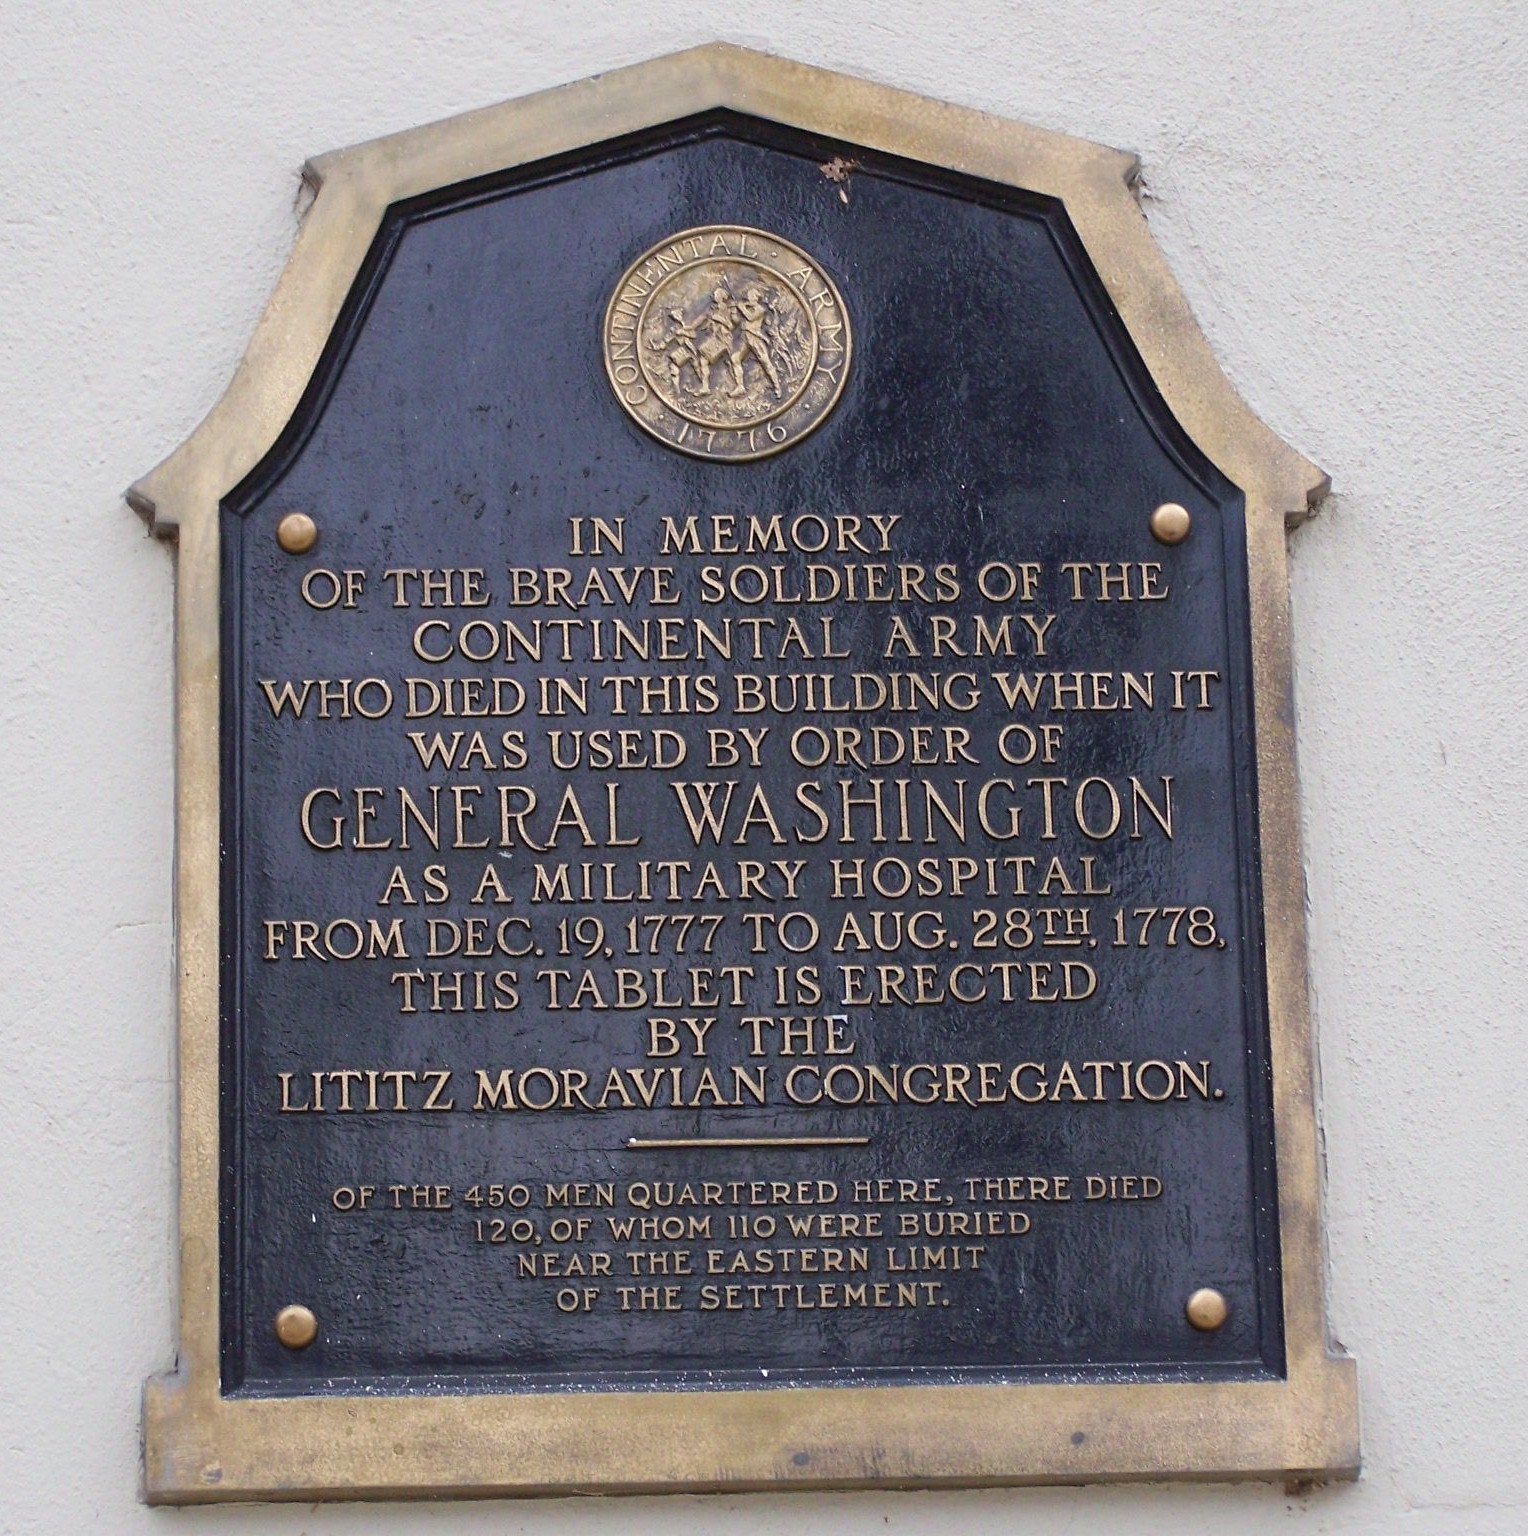 CONTINENTAL · ARMY
· 1776 ·
IN MEMORY
OF THE BRAVE SOLDIERS OF THE
CONTINENTAL ARMY
WHO DIED IN THIS BUILDING WHEN IT
WAS USED BY ORDER OF
GENERAL WASHINGTON
AS A MILITARY HOSPITAL
FROM DEC. 19, 1777 TO AUG. 28TH, 1778,
THIS TABLET IS ERECTED
BY THE
LITITZ MORAVIAN CONGREGATION.
OF THE 450 MEN QUARTERED HERE, THERE DIED
120, OF WHOM 110 WERE BURIED
NEAR THE EASTERN LIMIT
OF THE SETTLEMENT.